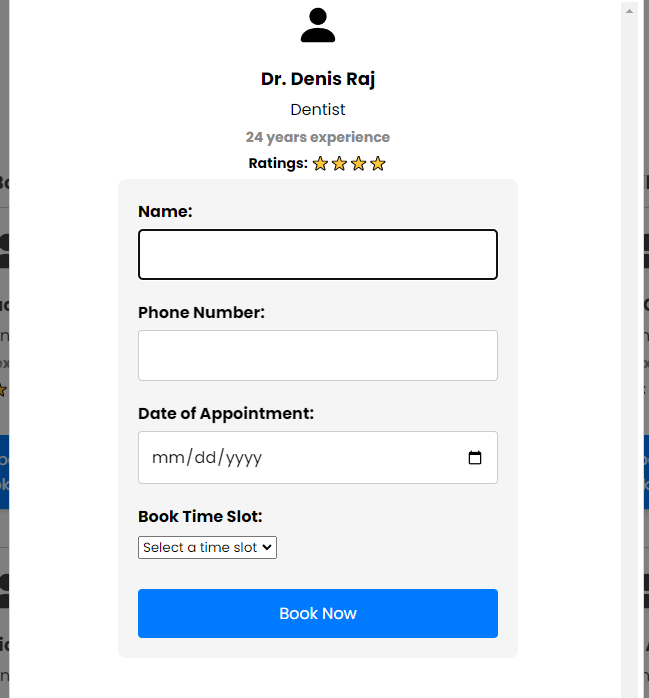 Dr. Denis Raj
Dentist
24 years experience
Ratings:
Name:
Phone Number:
Date of Appointment:
mm/dd/yyyy
Book Time Slot:
Select a time slot
Book Now